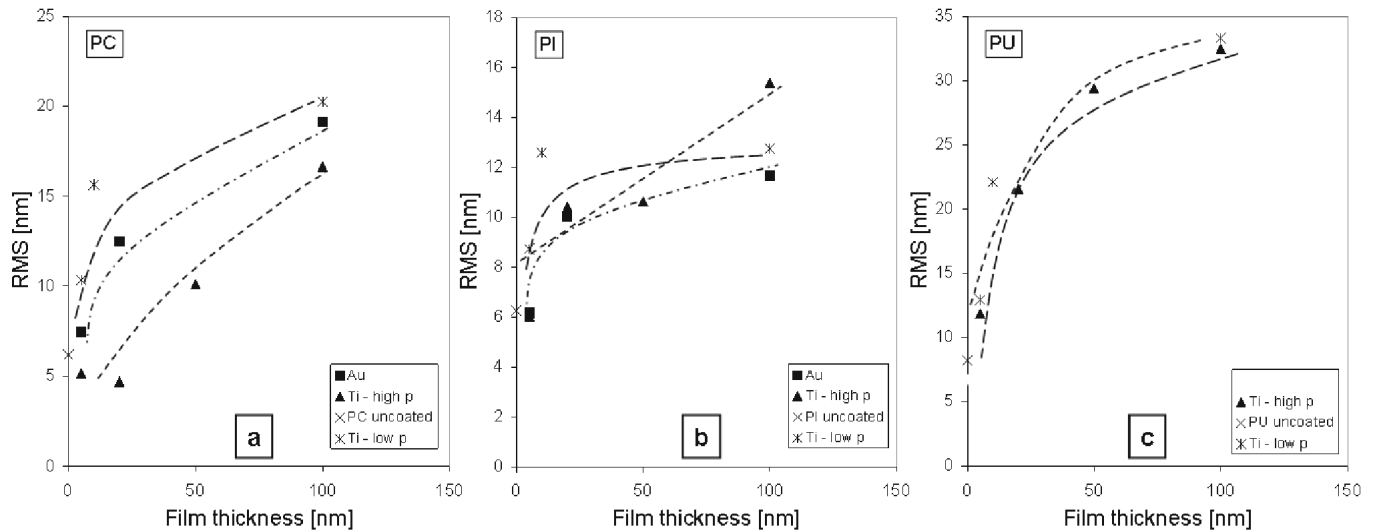 PC
RMS [nm]
25
20
15
10
5
0
0 50 100 150
Film thickness [nm]
Au
Ti - high p
PC uncoated
Ti - low p
a
PI
RMS [nm]
18
16
14
12
10
8
6
4
2
0
0 50 100 150
Film thickness [nm]
Au
Ti - high p
PI uncoated
Ti - low p
b
PU
RMS [nm]
35
30
25
20
15
10
5
0
0 50 100 150
Film thickness [nm]
Ti - high p
PU uncoated
Ti - low p
c